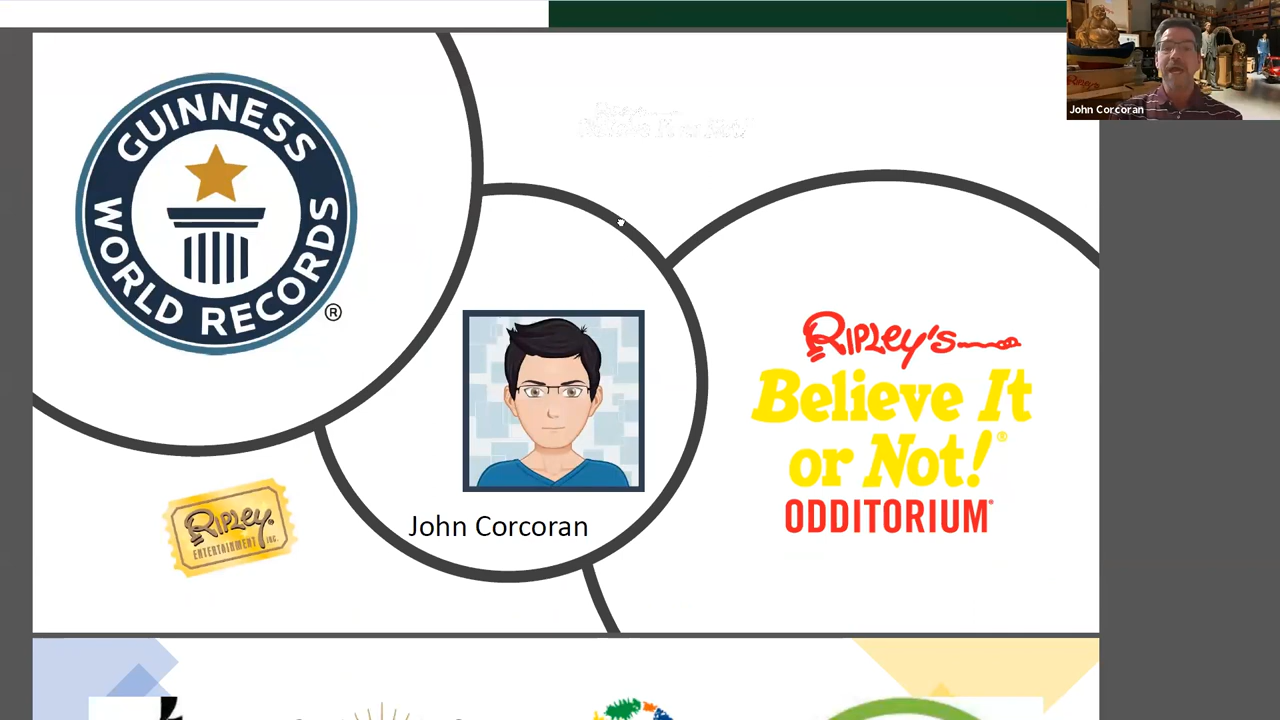 John Corcoran
GUINNESS
WORLD RECORDS
®
RIPLEY'S
Believe It
or Not!®
ODDITORIUM
RIPLEY
ENTERTAINMENT INC.
John Corcoran